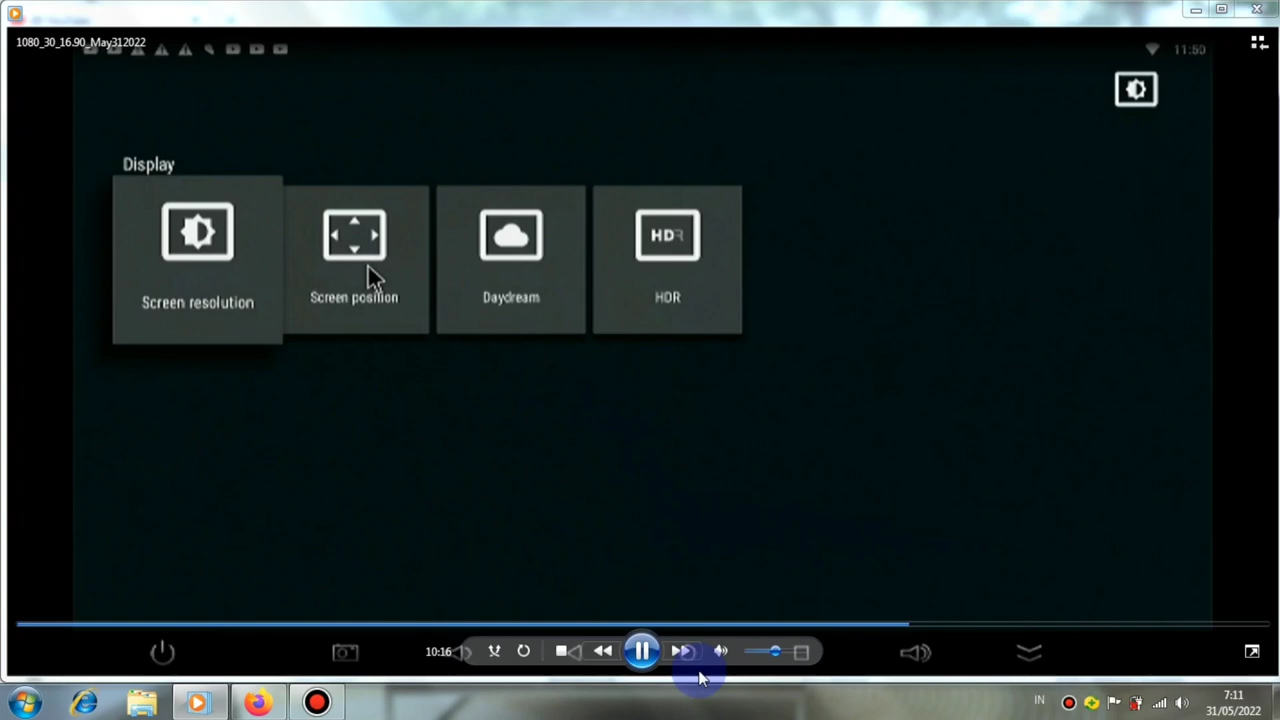 1080_30_16.90_May312022
11:50
Display
Screen resolution
Screen position
Daydream
HDR
HDR
10:16
IN
7:11
31/05/2022